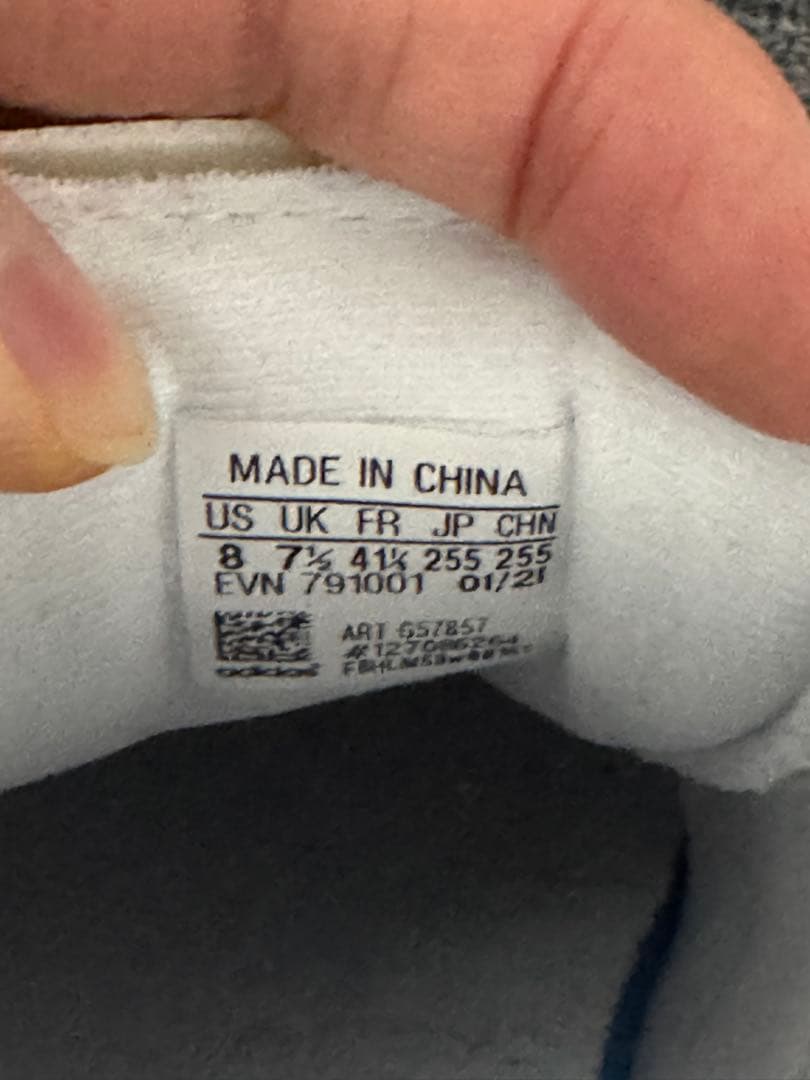 MADE IN CHINA
US UK FR JP CHN
8 7½ 41⅓ 255 255
EVN 791001 01/21
ART G57857
adidas